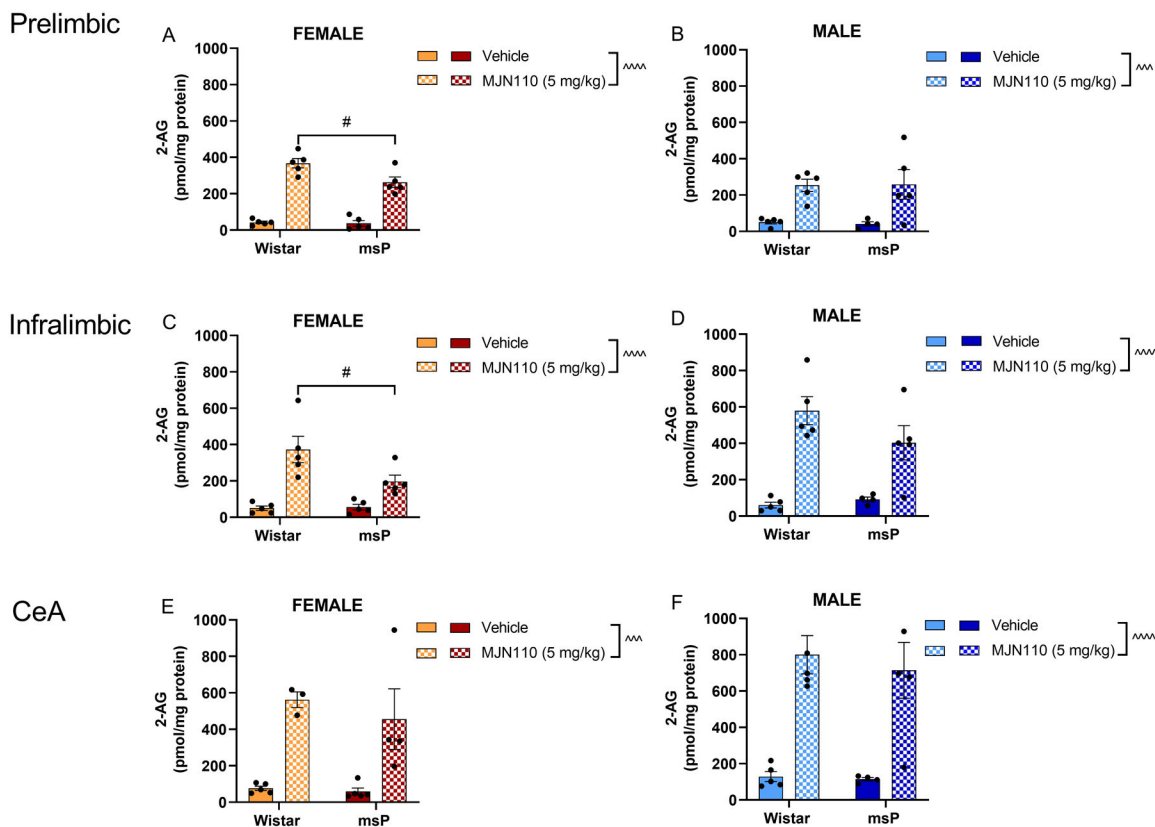 Prelimbic
A
FEMALE
1000
800
600
400
200
0
2-AG
(pmol/mg protein)
Vehicle
MJN110 (5 mg/kg)
^^^^
#
Wistar
msP
B
MALE
1000
800
600
400
200
0
2-AG
(pmol/mg protein)
Vehicle
MJN110 (5 mg/kg)
^^^
Wistar
msP
Infralimbic
C
FEMALE
1000
800
600
400
200
0
2-AG
(pmol/mg protein)
Vehicle
MJN110 (5 mg/kg)
^^^^
#
Wistar
msP
D
MALE
1000
800
600
400
200
0
2-AG
(pmol/mg protein)
Vehicle
MJN110 (5 mg/kg)
^^^^
Wistar
msP
CeA
E
FEMALE
1000
800
600
400
200
0
2-AG
(pmol/mg protein)
Vehicle
MJN110 (5 mg/kg)
^^^
Wistar
msP
F
MALE
1000
800
600
400
200
0
2-AG
(pmol/mg protein)
Vehicle
MJN110 (5 mg/kg)
^^^^
Wistar
msP